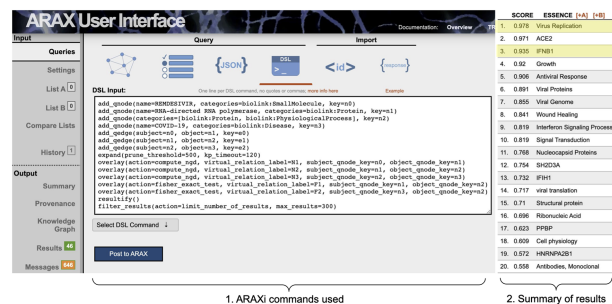 ARAX User Interface
Documentation: Overview TR
Input
Queries
Settings
List A 0
List B 0
Compare Lists
History 1
Output
Summary
Provenance
Knowledge Graph
Results 46
Messages 646
Query
Import
{JSON}
DSL
>_
<id>
{response}
DSL Input:
One line per DSL command; no quotes or commas; more info here
Example
add_qnode(name=REMDESIVIR, categories=biolink:SmallMolecule, key=n0)
add_qnode(name=RNA-directed RNA polymerase, categories=biolink:Protein, key=n1)
add_qnode(categories=[biolink:Protein, biolink:PhysiologicalProcess], key=n2)
add_qnode(name=COVID-19, categories=biolink:Disease, key=n3)
add_qedge(subject=n0, object=n1, key=e0)
add_qedge(subject=n1, object=n2, key=e1)
add_qedge(subject=n2, object=n3, key=e2)
expand(prune_threshold=500, kp_timeout=120)
overlay(action=compute_ngd, virtual_relation_label=N1, subject_qnode_key=n0, object_qnode_key=n1)
overlay(action=compute_ngd, virtual_relation_label=N2, subject_qnode_key=n1, object_qnode_key=n2)
overlay(action=compute_ngd, virtual_relation_label=N3, subject_qnode_key=n2, object_qnode_key=n3)
overlay(action=fisher_exact_test, virtual_relation_label=F1, subject_qnode_key=n1, object_qnode_key=n2)
overlay(action=fisher_exact_test, virtual_relation_label=F2, subject_qnode_key=n3, object_qnode_key=n2)
resultify()
filter_results(action=limit_number_of_results, max_results=300)
Select DSL Command ↓
Post to ARAX
SCORE ESSENCE [+A] [+B]
1. 0.978 Virus Replication
2. 0.971 ACE2
3. 0.935 IFNB1
4. 0.92 Growth
5. 0.906 Antiviral Response
6. 0.891 Viral Proteins
7. 0.855 Viral Genome
8. 0.841 Wound Healing
9. 0.819 Interferon Signaling Process
10. 0.819 Signal Transduction
11. 0.768 Nucleocapsid Proteins
12. 0.754 SH2D3A
13. 0.732 IFIH1
14. 0.717 viral translation
15. 0.71 Structural protein
16. 0.696 Ribonucleic Acid
17. 0.623 PPBP
18. 0.609 Cell physiology
19. 0.572 HNRNPA2B1
20. 0.558 Antibodies, Monoclonal
1. ARAXi commands used
2. Summary of results